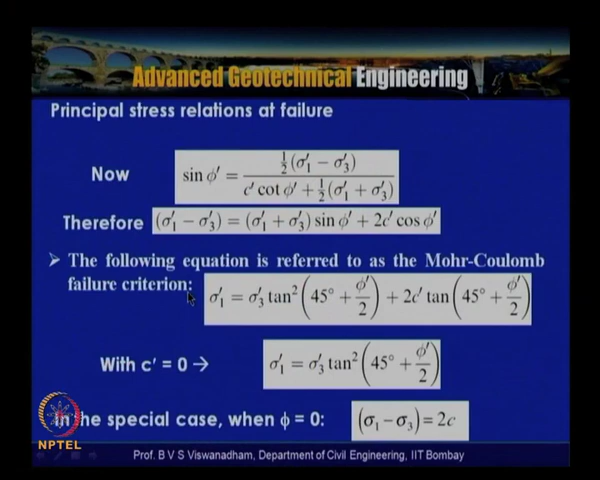 Advanced Geotechnical Engineering
Principal stress relations at failure
Now sin ϕ′ = ½(σ′₁ − σ′₃) / (c′ cot ϕ′ + ½(σ′₁ + σ′₃))
Therefore (σ′₁ − σ′₃) = (σ′₁ + σ′₃) sin ϕ′ + 2c′ cos ϕ′
➢ The following equation is referred to as the Mohr-Coulomb
failure criterion: σ′₁ = σ′₃ tan²(45° + ϕ′/2) + 2c′ tan(45° + ϕ′/2)
With c′ = 0 → σ′₁ = σ′₃ tan²(45° + ϕ′/2)
In the special case, when ϕ = 0: (σ₁ − σ₃) = 2c
NPTEL
Prof. B V S Viswanadham, Department of Civil Engineering, IIT Bombay